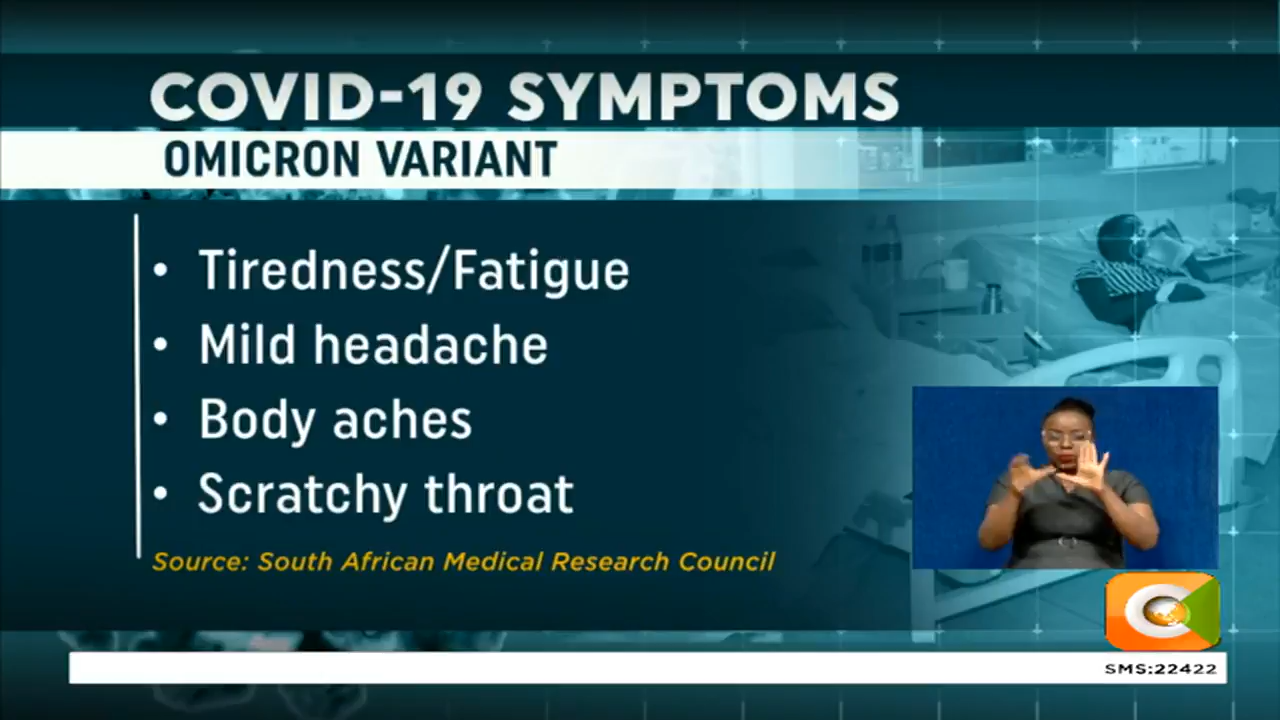 COVID-19 SYMPTOMS
OMICRON VARIANT
• Tiredness/Fatigue
• Mild headache
• Body aches
• Scratchy throat
Source: South African Medical Research Council
SMS:22422